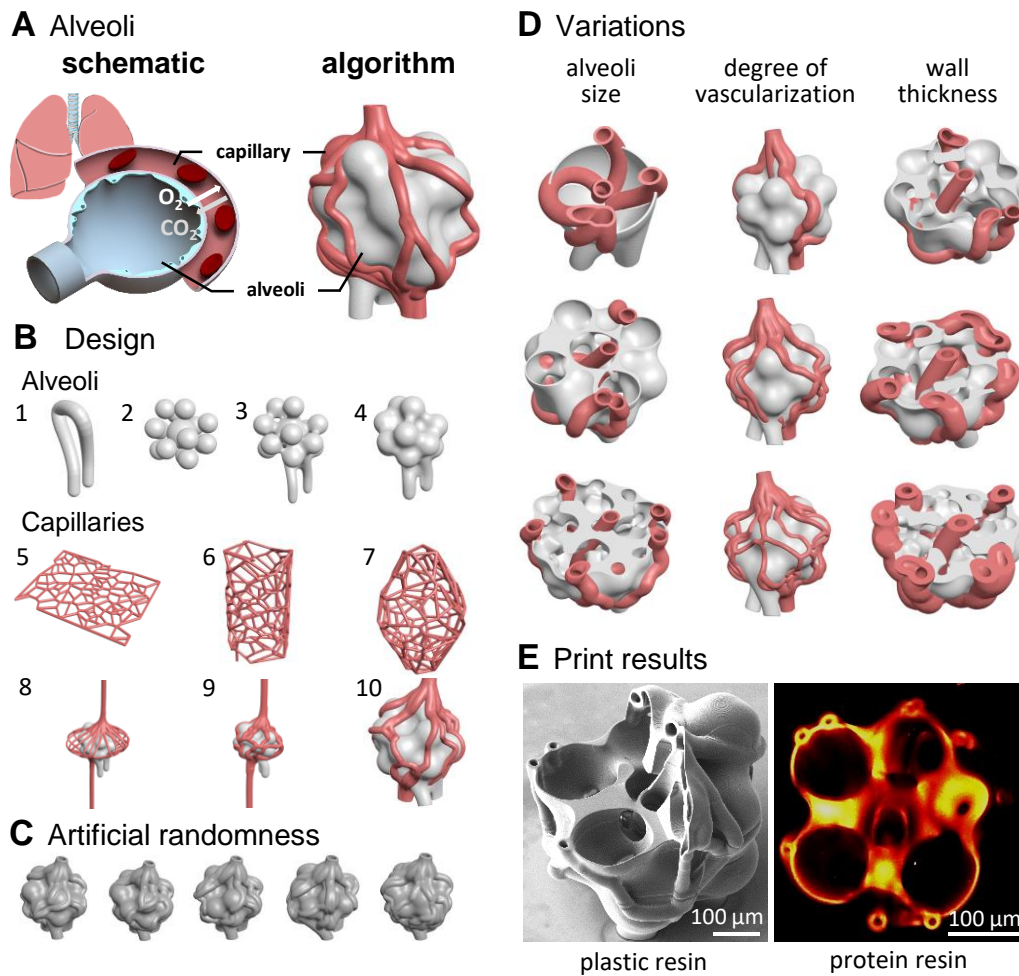 A Alveoli
schematic
algorithm
capillary
O2
CO2
alveoli
B Design
Alveoli
1
2
3
4
Capillaries
5
6
7
8
9
10
C Artificial randomness
D Variations
alveoli
size
degree of
vascularization
wall
thickness
E Print results
100 µm
100 µm
plastic resin
protein resin